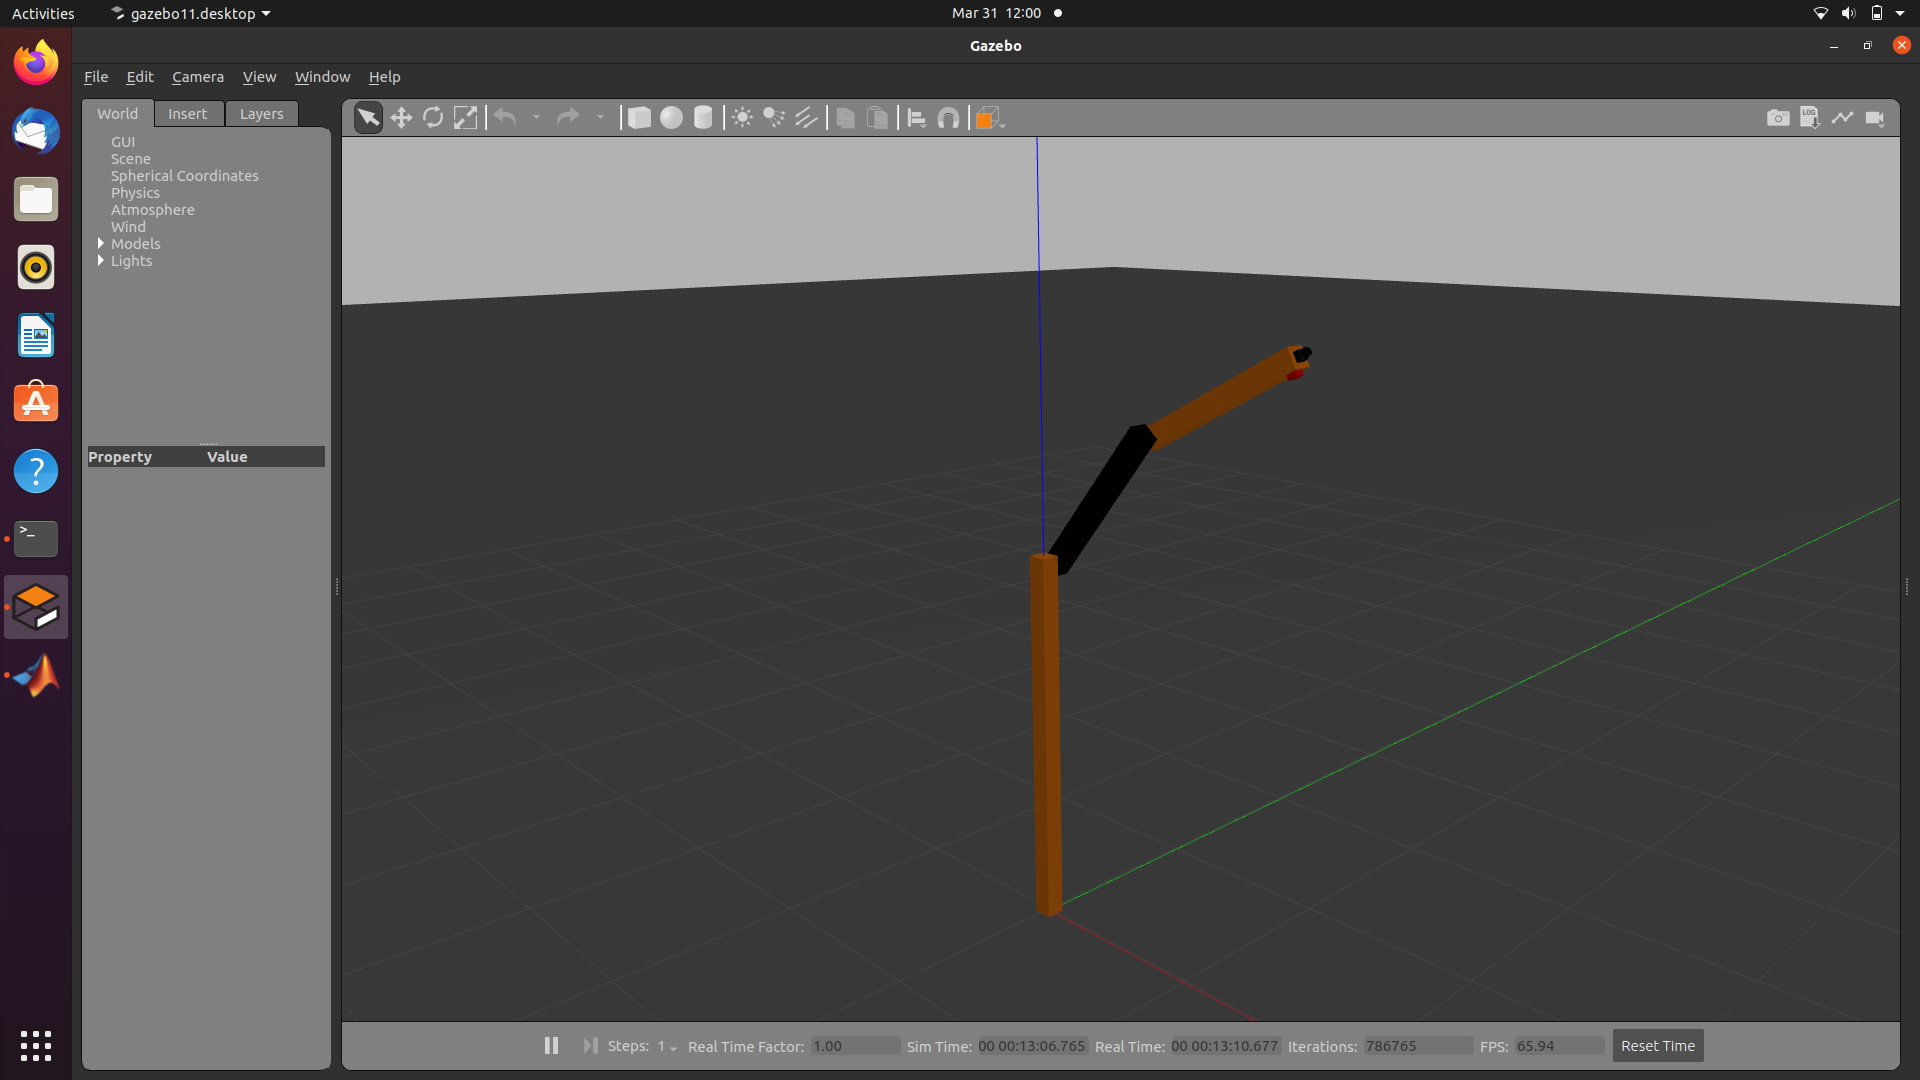 Activities gazebo11.desktop Mar 31 12:00
Gazebo
File Edit Camera View Window Help
World Insert Layers
LOG
GUI
Scene
Spherical Coordinates
Physics
Atmosphere
Wind
Models
Lights
Property Value
?
>_
Steps: 1 Real Time Factor: 1.00 Sim Time: 00 00:13:06.765 Real Time: 00 00:13:10.677 Iterations: 786765 FPS: 65.94 Reset Time